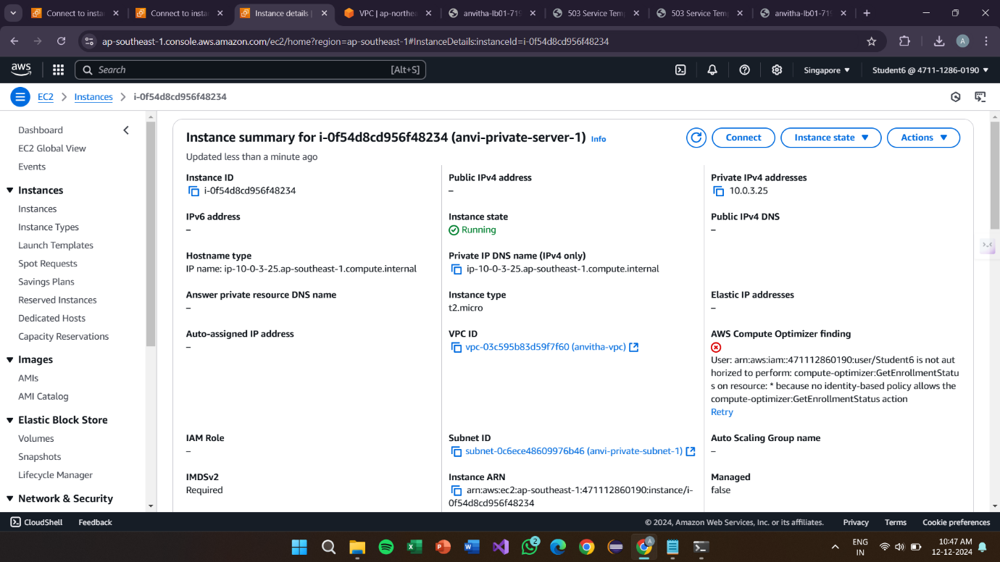 Connect to insta
Connect to insta
Instance details |
VPC | ap-northea
anvitha-lb01-719
503 Service Tem
503 Service Tem
anvitha-lb01-719
ap-southeast-1.console.aws.amazon.com/ec2/home?region=ap-southeast-1#InstanceDetails:instanceId=i-0f54d8cd956f48234
A
aws
Search
[Alt+S]
Singapore
Student6 @ 4711-1286-0190
EC2
Instances
i-0f54d8cd956f48234
Dashboard
EC2 Global View
Events
Instances
Instances
Instance Types
Launch Templates
Spot Requests
Savings Plans
Reserved Instances
Dedicated Hosts
Capacity Reservations
Images
AMIs
AMI Catalog
Elastic Block Store
Volumes
Snapshots
Lifecycle Manager
Network & Security
Instance summary for i-0f54d8cd956f48234 (anvi-private-server-1) Info
Connect
Instance state
Actions
Updated less than a minute ago
Instance ID
i-0f54d8cd956f48234
Public IPv4 address
–
Private IPv4 addresses
10.0.3.25
IPv6 address
–
Instance state
Running
Public IPv4 DNS
–
Hostname type
IP name: ip-10-0-3-25.ap-southeast-1.compute.internal
Private IP DNS name (IPv4 only)
ip-10-0-3-25.ap-southeast-1.compute.internal
Answer private resource DNS name
–
Instance type
t2.micro
Elastic IP addresses
–
Auto-assigned IP address
–
VPC ID
vpc-03c595b83d59f7f60 (anvitha-vpc)
AWS Compute Optimizer finding
User: arn:aws:iam::471112860190:user/Student6 is not aut
horized to perform: compute-optimizer:GetEnrollmentStatu
s on resource: * because no identity-based policy allows the
compute-optimizer:GetEnrollmentStatus action
Retry
IAM Role
–
Subnet ID
subnet-0c6ece48609976b46 (anvi-private-subnet-1)
Auto Scaling Group name
–
IMDSv2
Required
Instance ARN
arn:aws:ec2:ap-southeast-1:471112860190:instance/i-
0f54d8cd956f48234
Managed
false
CloudShell
Feedback
© 2024, Amazon Web Services, Inc. or its affiliates.
Privacy
Terms
Cookie preferences
2
A
ENG
IN
10:47 AM
12-12-2024